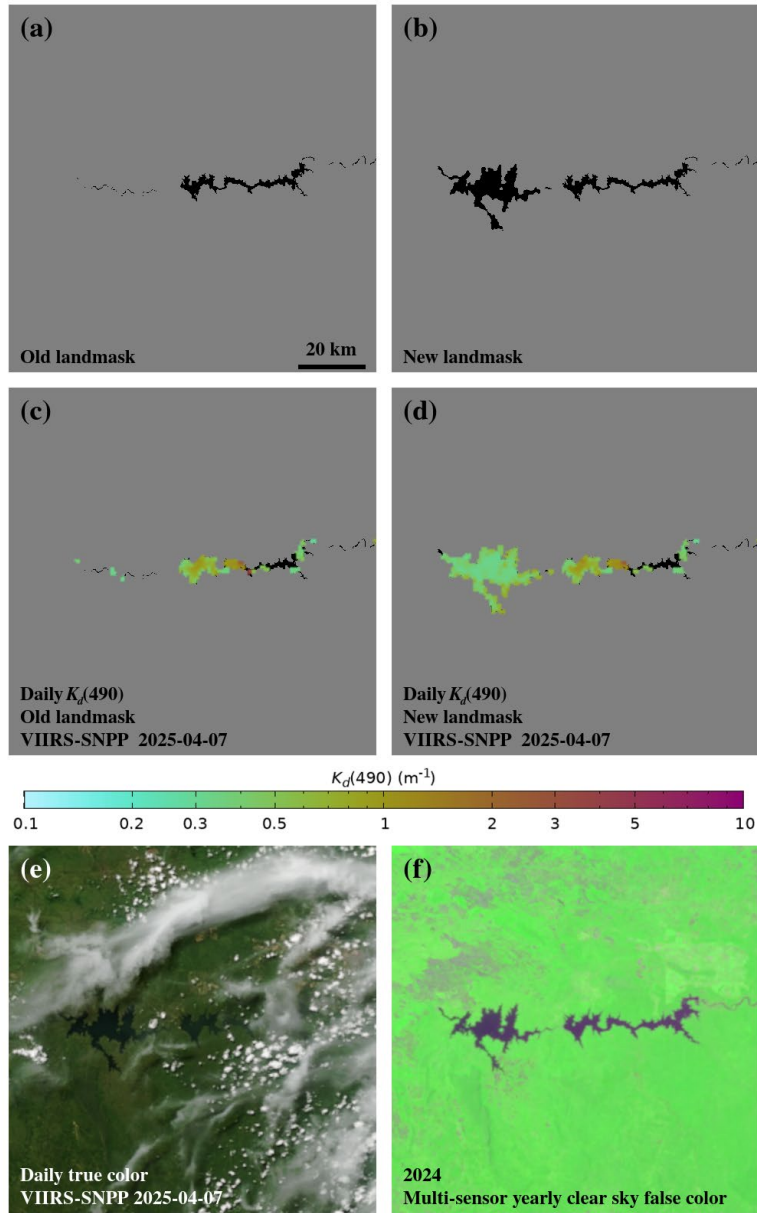 (a)
(b)
Old landmask
20 km
New landmask
(c)
(d)
Daily K_d(490)
Old landmask
VIIRS-SNPP 2025-04-07
Daily K_d(490)
New landmask
VIIRS-SNPP 2025-04-07
K_d(490) (m⁻¹)
0.1 0.2 0.3 0.5 1 2 3 5 10
(e)
(f)
Daily true color
VIIRS-SNPP 2025-04-07
2024
Multi-sensor yearly clear sky false color